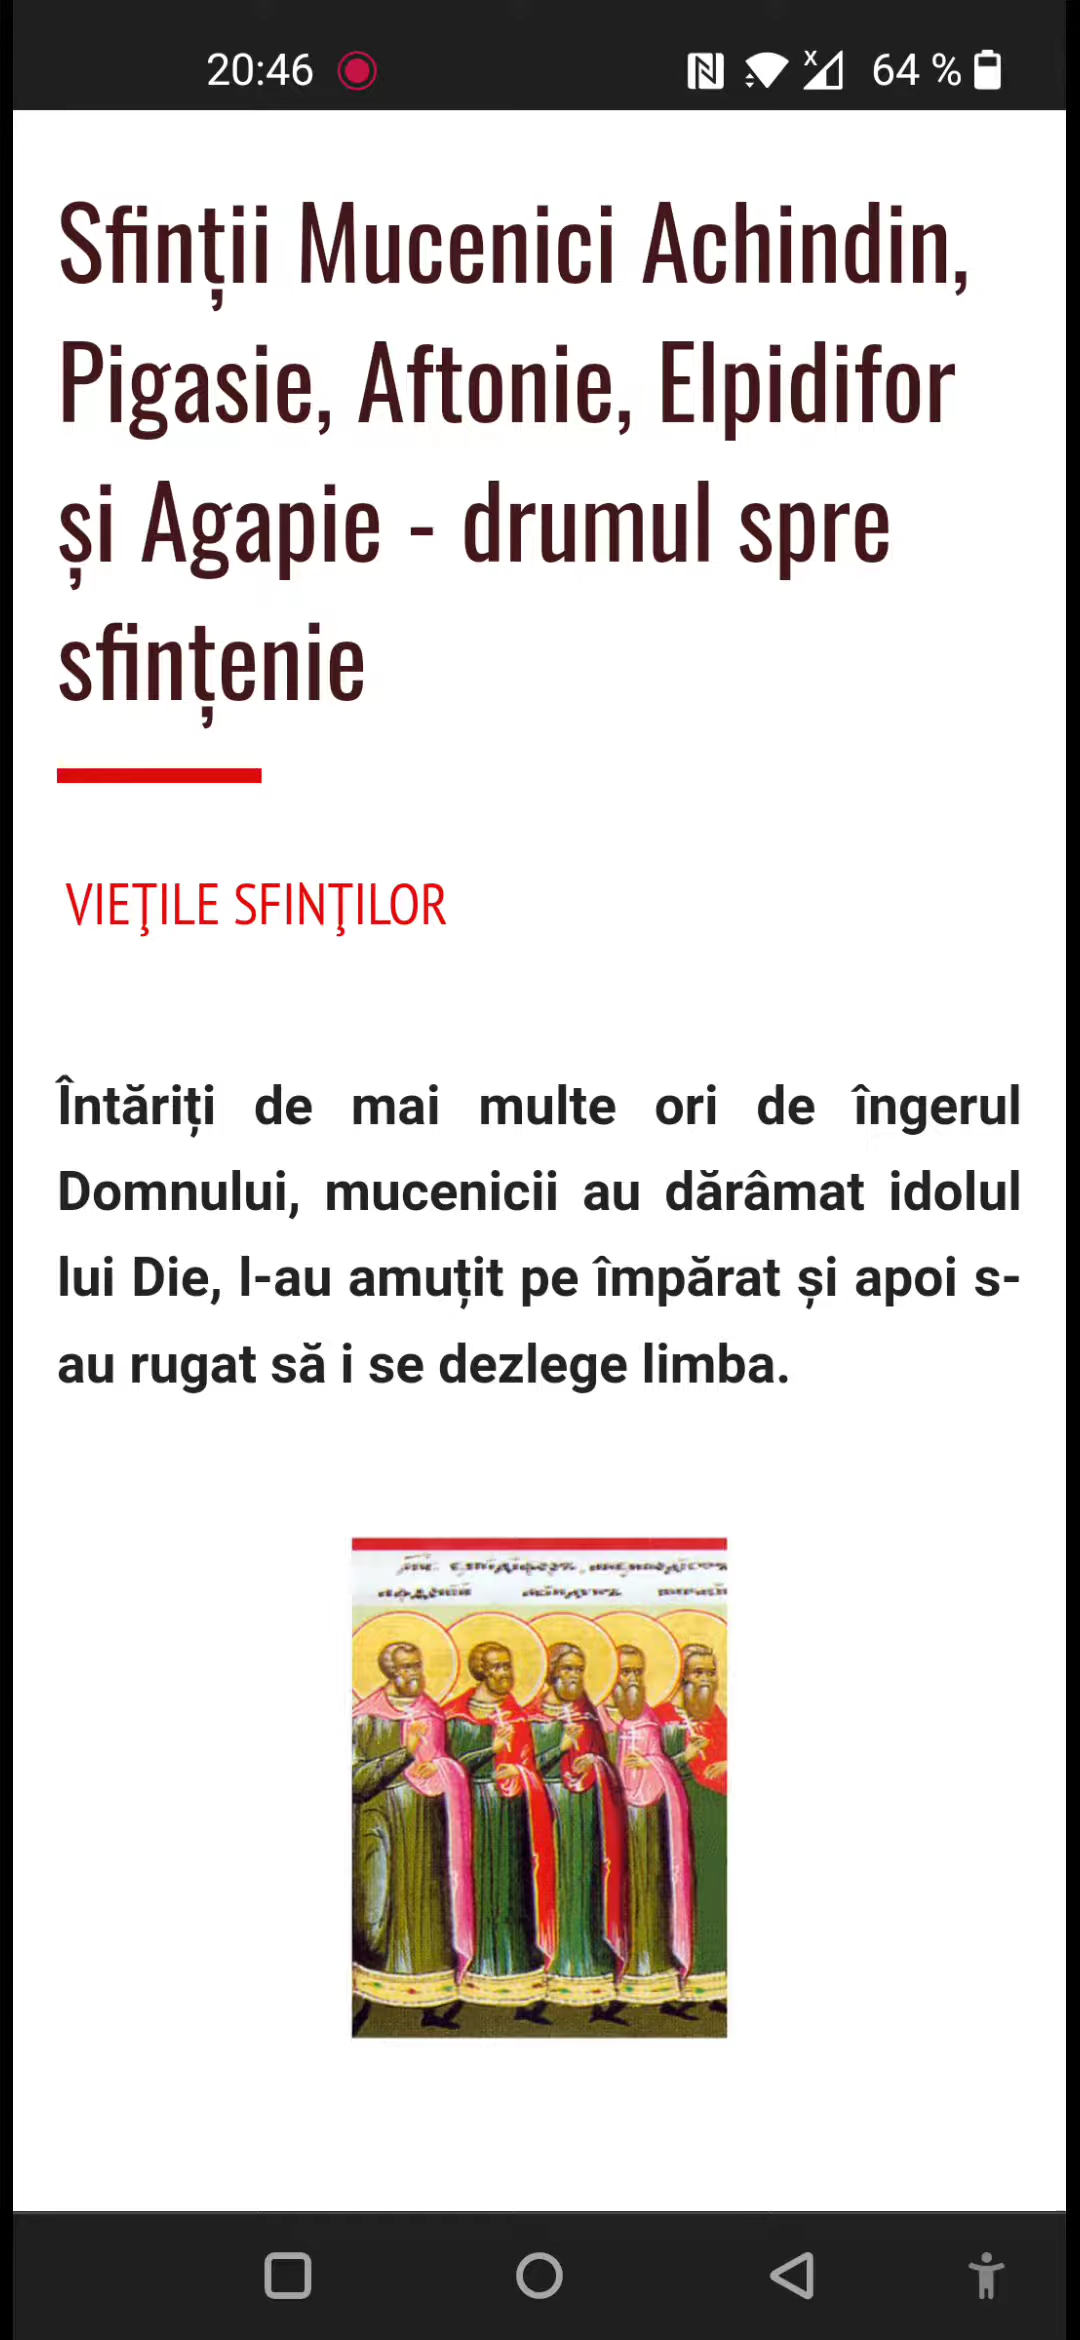 20:46
64 %
Sfinții Mucenici Achindin,
Pigasie, Aftonie, Elpidifor
și Agapie - drumul spre
sfințenie
VIEŢILE SFINŢILOR
Întăriți de mai multe ori de îngerul
Domnului, mucenicii au dărâmat idolul
lui Die, l-au amuțit pe împărat și apoi s-
au rugat să i se dezlege limba.